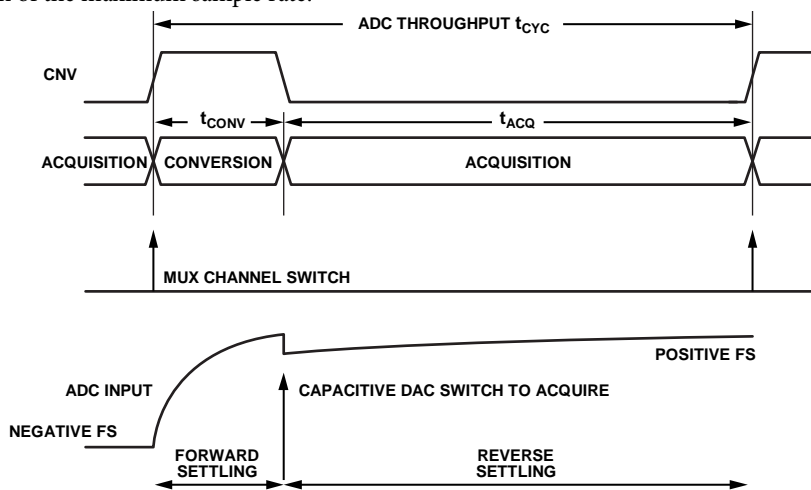 ADC THROUGHPUT tCYC
CNV
tCONV
tACQ
ACQUISITION
CONVERSION
ACQUISITION
MUX CHANNEL SWITCH
POSITIVE FS
ADC INPUT
CAPACITIVE DAC SWITCH TO ACQUIRE
NEGATIVE FS
FORWARD
SETTLING
REVERSE
SETTLING